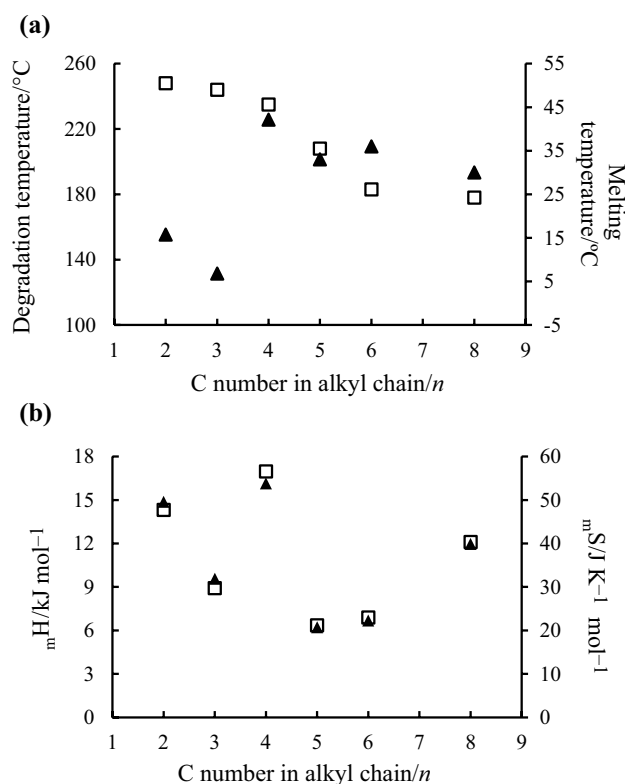 (a)
Degradation temperature/°C
260
220
180
140
100
55
45
35
25
15
5
-5
Melting
temperature/°C
1 2 3 4 5 6 7 8 9
C number in alkyl chain/n
(b)
mH/kJ mol−1
18
15
12
9
6
3
0
60
50
40
30
20
10
0
mS/J K−1 mol−1
1 2 3 4 5 6 7 8 9
C number in alkyl chain/n